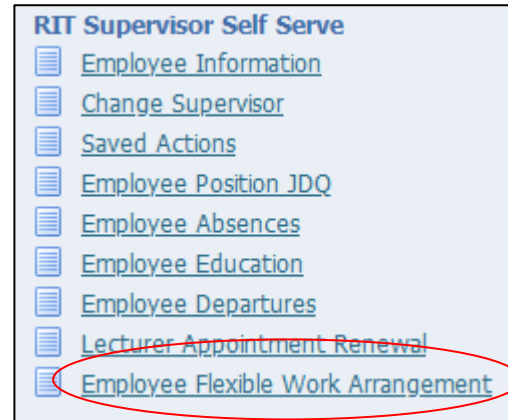 RIT Supervisor Self Serve
Employee Information
Change Supervisor
Saved Actions
Employee Position JDQ
Employee Absences
Employee Education
Employee Departures
Lecturer Appointment Renewal
Employee Flexible Work Arrangement